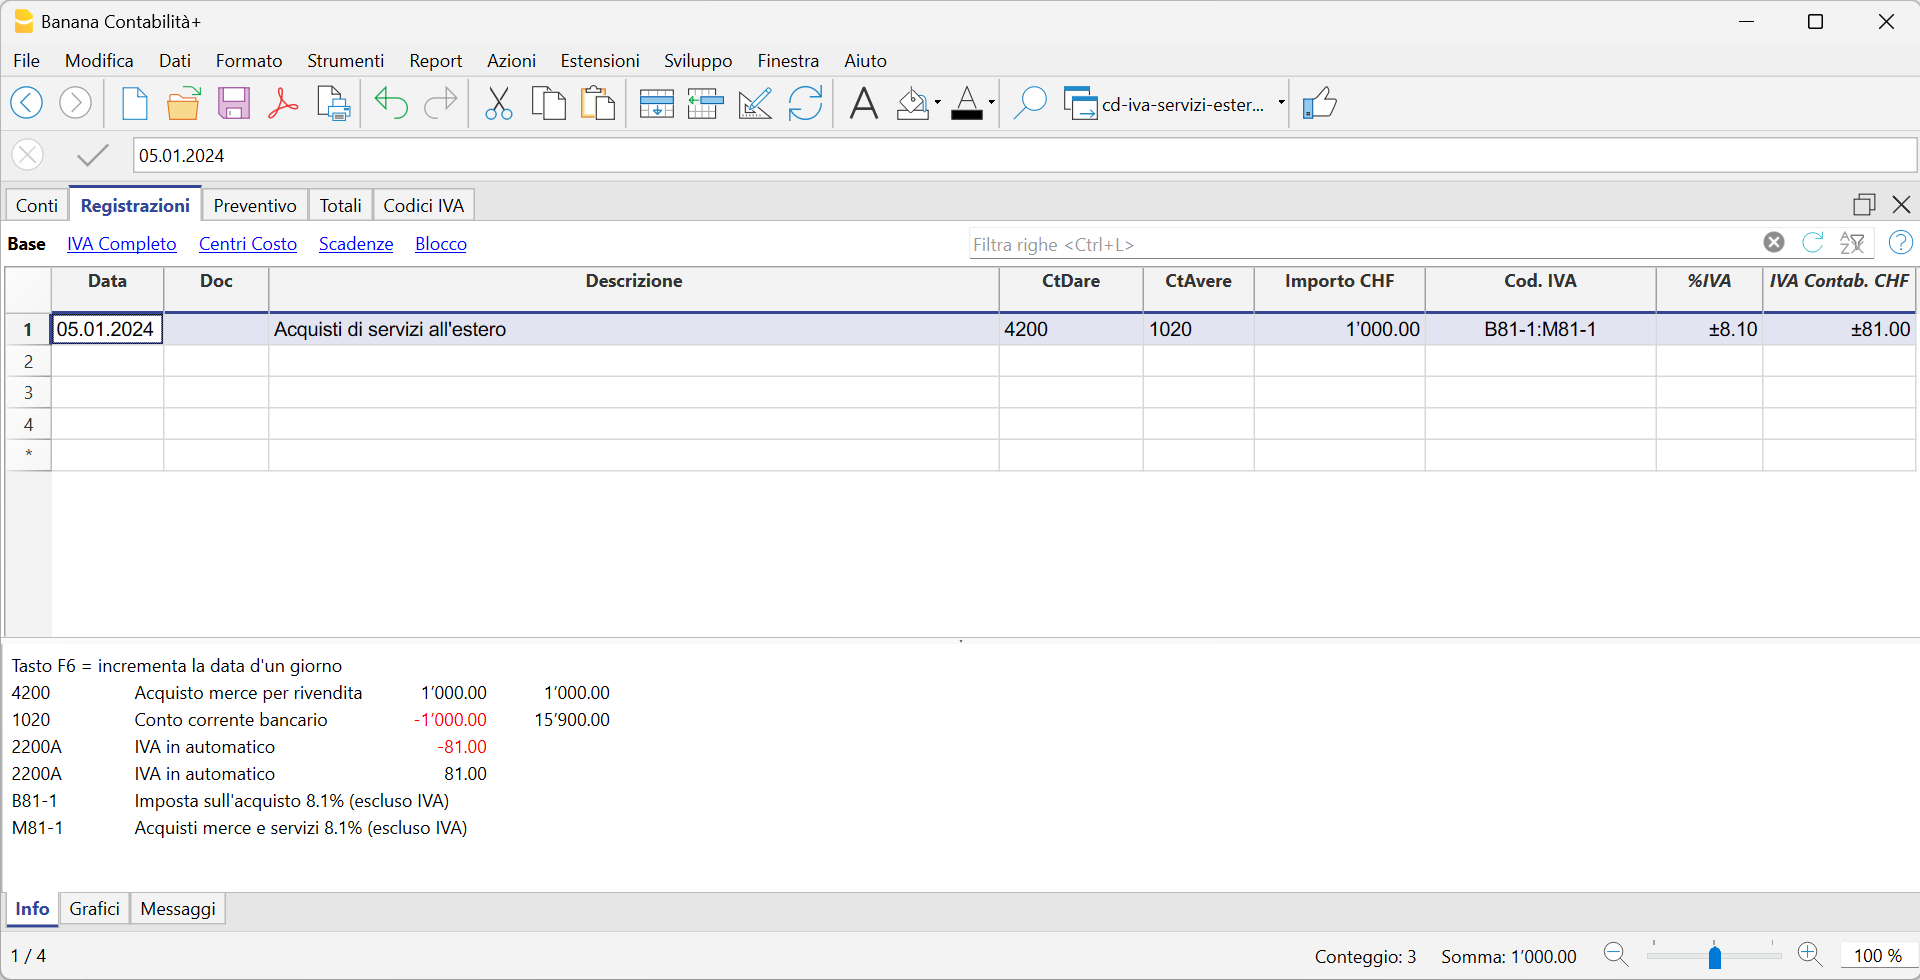 Banana Contabilità+
File Modifica Dati Formato Strumenti Report Azioni Estensioni Sviluppo Finestra Aiuto
cd-iva-servizi-ester...
05.01.2024
Conti Registrazioni Preventivo Totali Codici IVA
Base IVA Completo Centri Costo Scadenze Blocco Filtra righe <Ctrl+L>
Data Doc Descrizione CtDare CtAvere Importo CHF Cod. IVA %IVA IVA Contab. CHF
1 05.01.2024 Acquisti di servizi all'estero 4200 1020 1'000.00 B81-1:M81-1 ±8.10 ±81.00
2
3
4
*
Tasto F6 = incrementa la data d'un giorno
4200 Acquisto merce per rivendita 1'000.00 1'000.00
1020 Conto corrente bancario -1'000.00 15'900.00
2200A IVA in automatico -81.00
2200A IVA in automatico 81.00
B81-1 Imposta sull'acquisto 8.1% (escluso IVA)
M81-1 Acquisti merce e servizi 8.1% (escluso IVA)
Info Grafici Messaggi
1 / 4 Conteggio: 3 Somma: 1'000.00 100 %